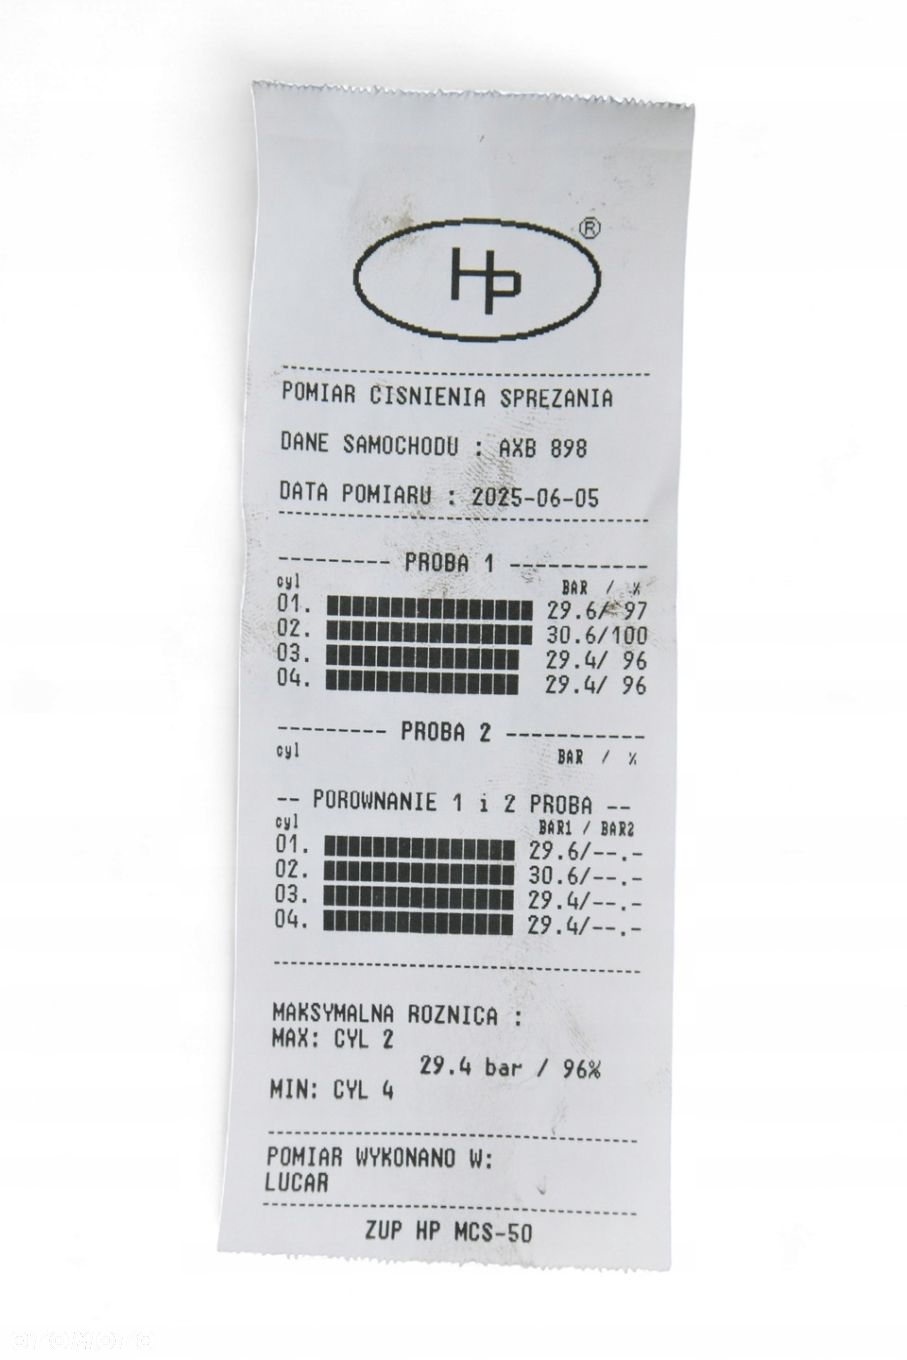 HP ®
POMIAR CISNIENIA SPREZANIA
DANE SAMOCHODU : AXB 898
DATA POMIARU : 2025-06-05
--------- PROBA 1 -----------
cyl BAR / %
01. 29.6/ 97
02. 30.6/100
03. 29.4/ 96
04. 29.4/ 96
--------- PROBA 2 -----------
cyl BAR / %
-- POROWNANIE 1 i 2 PROBA --
cyl BAR1 / BAR2
01. 29.6/--.-
02. 30.6/--.-
03. 29.4/--.-
04. 29.4/--.-
MAKSYMALNA ROZNICA :
MAX: CYL 2
29.4 bar / 96%
MIN: CYL 4
POMIAR WYKONANO W:
LUCAR
ZUP HP MCS-50